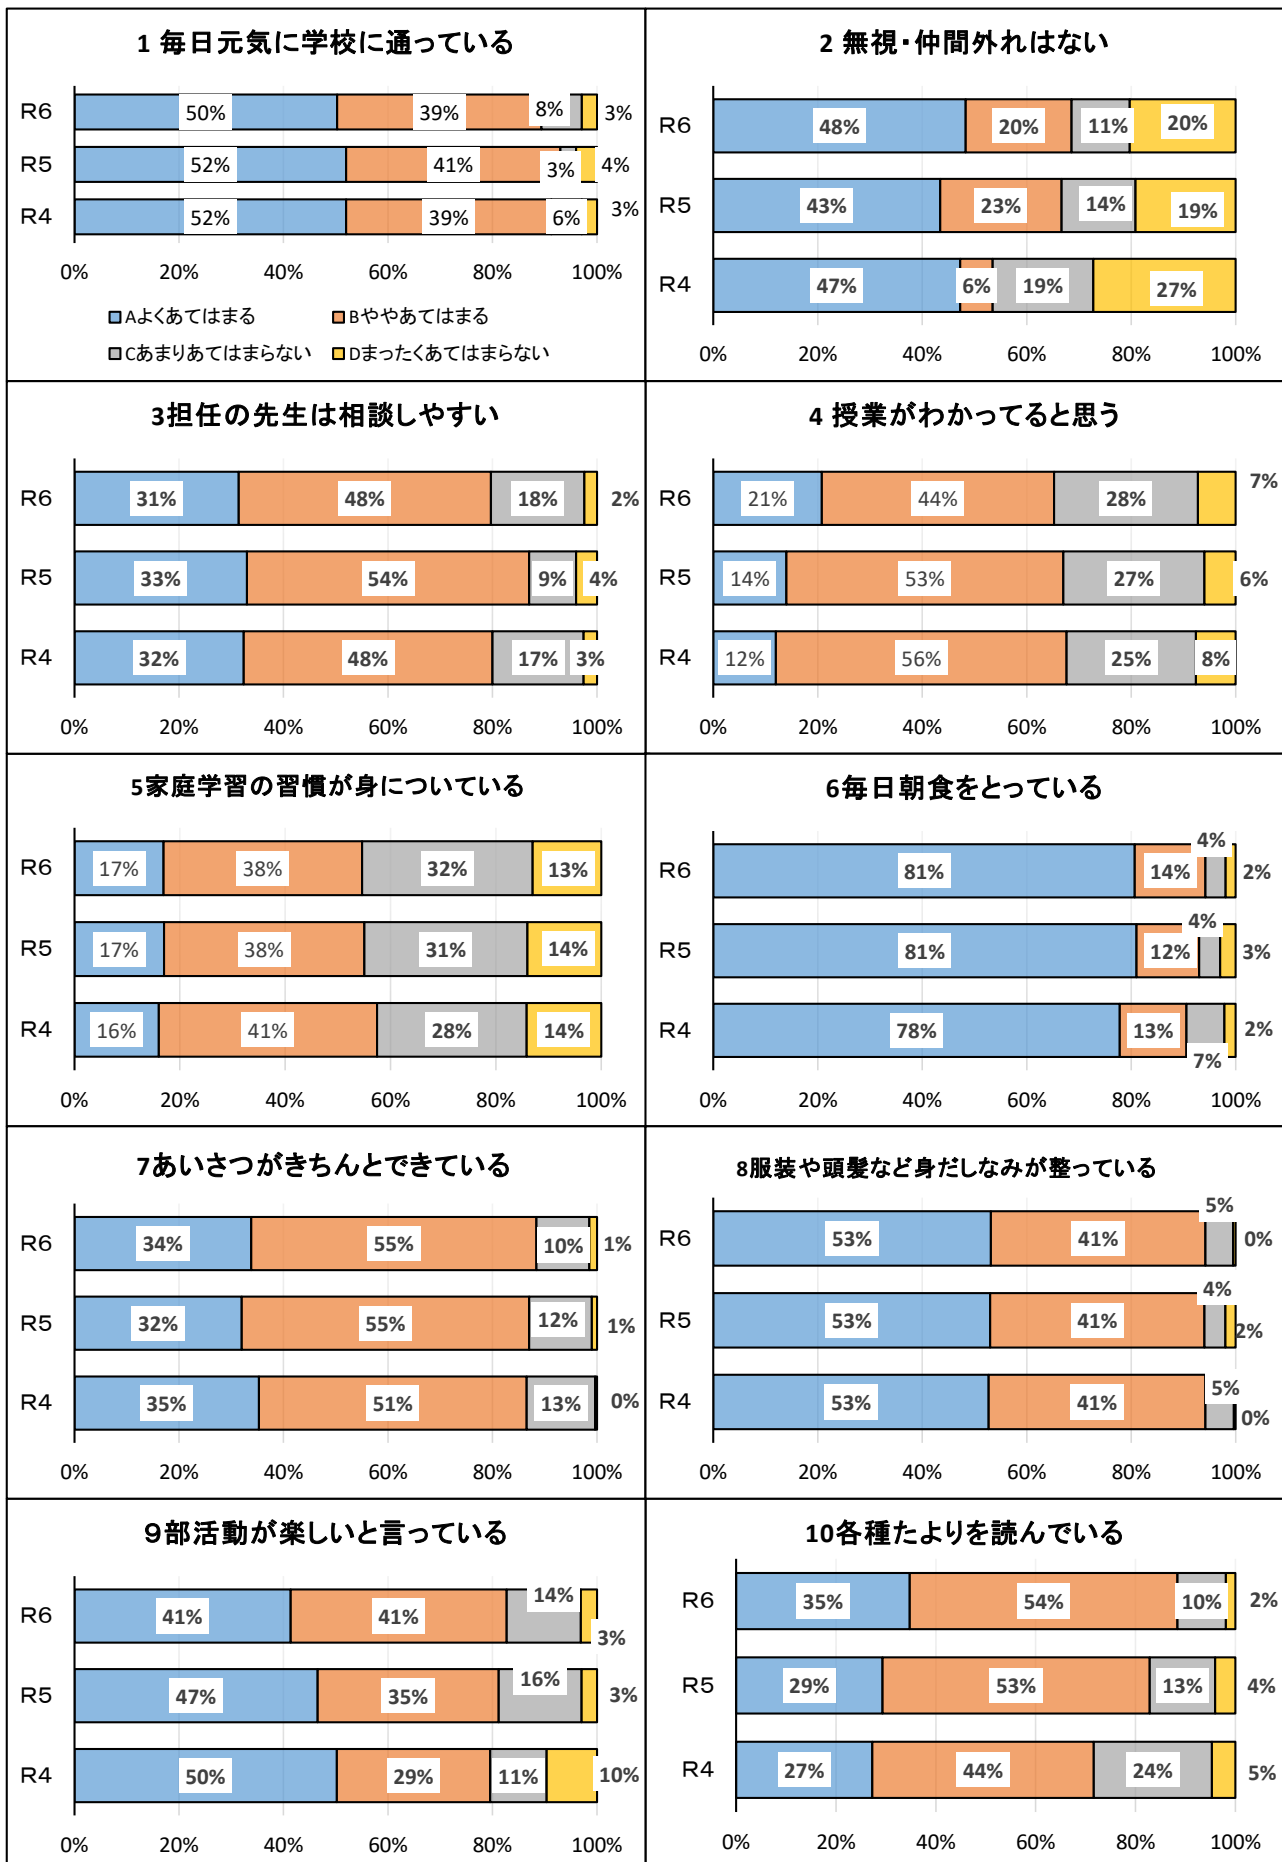 1 毎日元気に学校に通っている
R6 50% 39% 8% 3%
R5 52% 41% 3% 4%
R4 52% 39% 6% 3%
0% 20% 40% 60% 80% 100%
Aよくあてはまる Bややあてはまる
Cあまりあてはまらない Dまったくあてはまらない
2 無視・仲間外れはない
R6 48% 20% 11% 20%
R5 43% 23% 14% 19%
R4 47% 6% 19% 27%
0% 20% 40% 60% 80% 100%
3担任の先生は相談しやすい
R6 31% 48% 18% 2%
R5 33% 54% 9% 4%
R4 32% 48% 17% 3%
0% 20% 40% 60% 80% 100%
4 授業がわかってると思う
R6 21% 44% 28% 7%
R5 14% 53% 27% 6%
R4 12% 56% 25% 8%
0% 20% 40% 60% 80% 100%
5家庭学習の習慣が身についている
R6 17% 38% 32% 13%
R5 17% 38% 31% 14%
R4 16% 41% 28% 14%
0% 20% 40% 60% 80% 100%
6毎日朝食をとっている
R6 81% 14% 4% 2%
R5 81% 12% 4% 3%
R4 78% 13% 7% 2%
0% 20% 40% 60% 80% 100%
7あいさつがきちんとできている
R6 34% 55% 10% 1%
R5 32% 55% 12% 1%
R4 35% 51% 13% 0%
0% 20% 40% 60% 80% 100%
8服装や頭髪など身だしなみが整っている
R6 53% 41% 5% 0%
R5 53% 41% 4% 2%
R4 53% 41% 5% 0%
0% 20% 40% 60% 80% 100%
9部活動が楽しいと言っている
R6 41% 41% 14% 3%
R5 47% 35% 16% 3%
R4 50% 29% 11% 10%
0% 20% 40% 60% 80% 100%
10各種たよりを読んでいる
R6 35% 54% 10% 2%
R5 29% 53% 13% 4%
R4 27% 44% 24% 5%
0% 20% 40% 60% 80% 100%